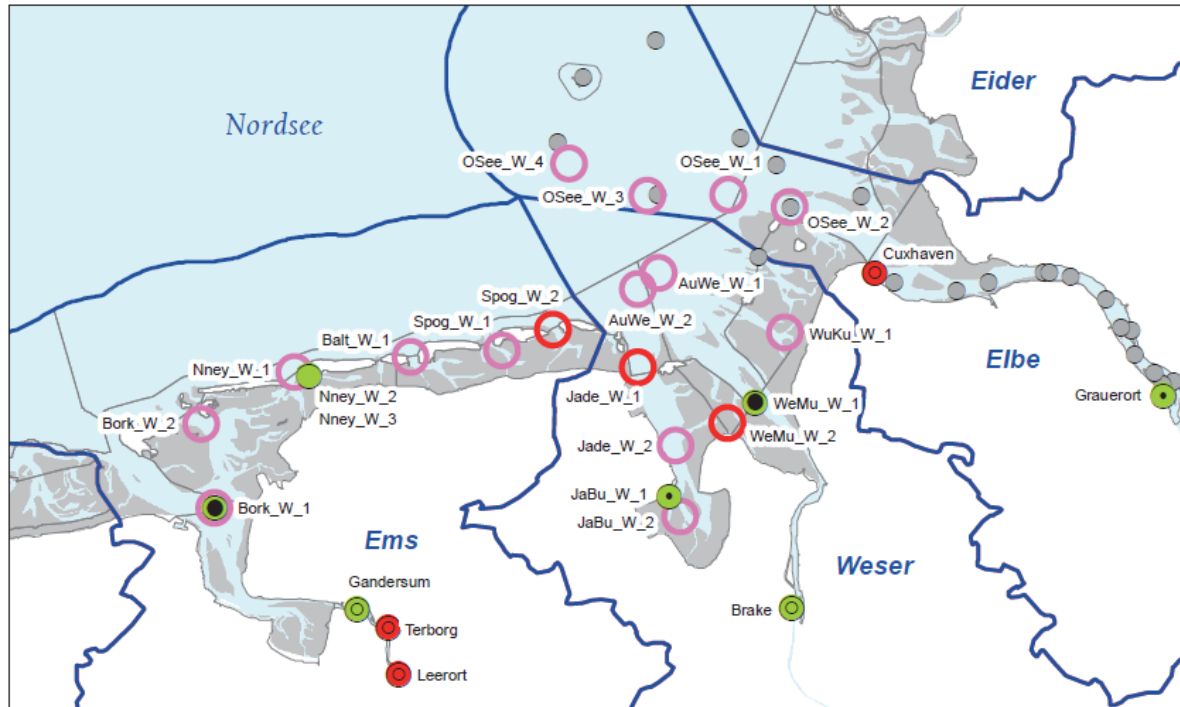 Eider
Nordsee
OSee_W_4
OSee_W_1
OSee_W_3
OSee_W_2
Cuxhaven
AuWe_W_1
Spog_W_2
AuWe_W_2
Spog_W_1
WuKu_W_1
Balt_W_1
Elbe
Nney_W_1
Nney_W_2
Nney_W_3
Jade_W_1
WeMu_W_1
Grauerort
Bork_W_2
WeMu_W_2
Jade_W_2
JaBu_W_1
Bork_W_1
JaBu_W_2
Ems
Weser
Gandersum
Brake
Terborg
Leerort